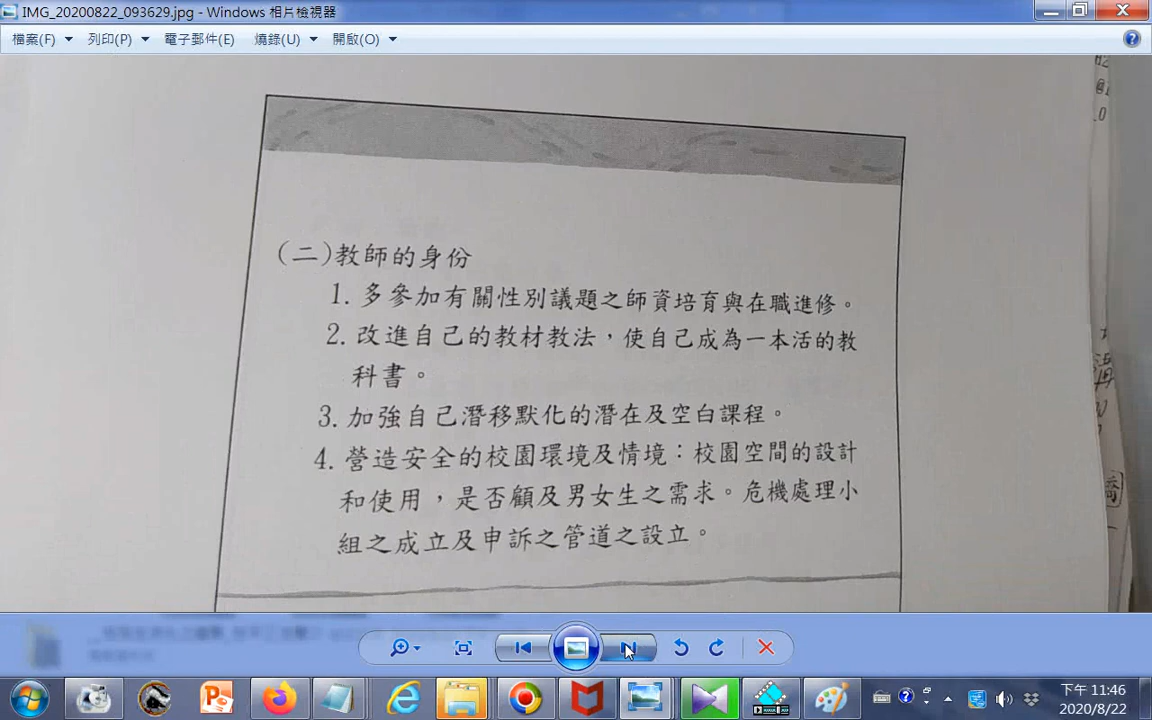 IMG_20200822_093629.jpg - Windows 相片檢視器
檔案(F) 列印(P) 電子郵件(E) 燒錄(U) 開啟(O)
(二)教師的身份
1. 多參加有關性別議題之師資培育與在職進修。
2. 改進自己的教材教法，使自己成為一本活的教
科書。
3. 加強自己潛移默化的潛在及空白課程。
4. 營造安全的校園環境及情境：校園空間的設計
和使用，是否顧及男女生之需求。危機處理小
組之成立及申訴之管道之設立。
下午 11:46
2020/8/22